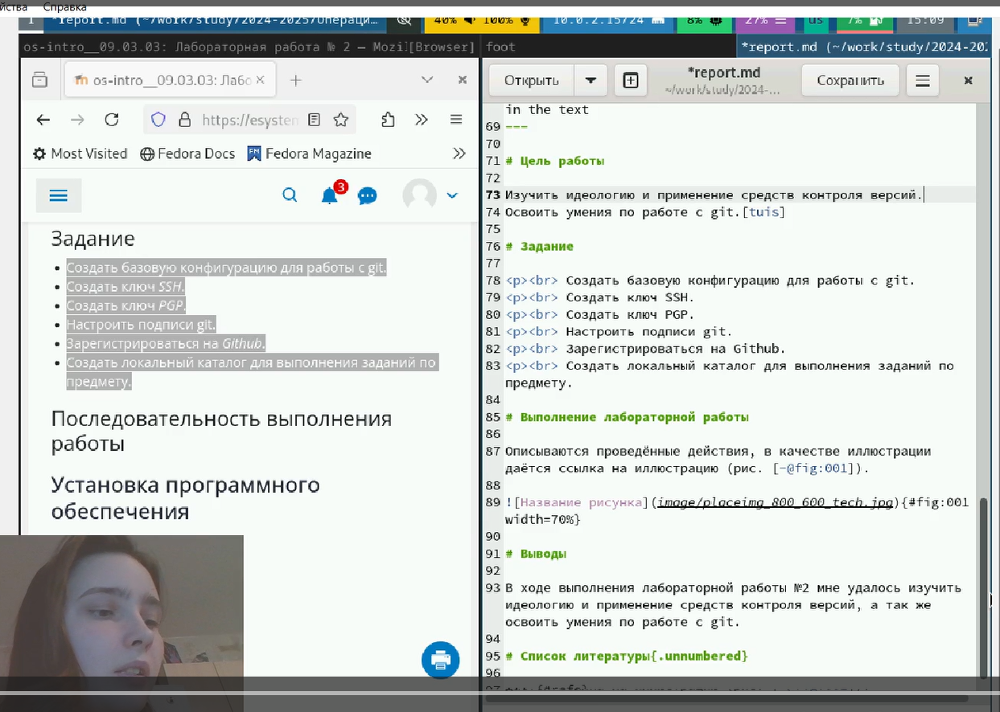 йства Справка
1 *report.md (~/work/study/2024-2025/Операци... 40% 100% 10.0.2.15/24 8% 27% us 7% 15:09
os-intro__09.03.03: Лабораторная работа № 2 — Mozi [Browser] foot *report.md (~/work/study/2024-202
os-intro__09.03.03: Лабо
https://esysten
Most Visited Fedora Docs FM Fedora Magazine
3
Задание
Создать базовую конфигурацию для работы с git.
Создать ключ SSH.
Создать ключ PGP.
Настроить подписи git.
Зарегистрироваться на Github.
Создать локальный каталог для выполнения заданий по
предмету.
Последовательность выполнения
работы
Установка программного
обеспечения
Открыть *report.md Сохранить
~/work/study/2024-...
in the text
69 ---
70
71 # Цель работы
72
73 Изучить идеологию и применение средств контроля версий.
74 Освоить умения по работе с git.[tuis]
75
76 # Задание
77
78 <p><br> Создать базовую конфигурацию для работы с git.
79 <p><br> Создать ключ SSH.
80 <p><br> Создать ключ PGP.
81 <p><br> Настроить подписи git.
82 <p><br> Зарегистрироваться на Github.
83 <p><br> Создать локальный каталог для выполнения заданий по
предмету.
84
85 # Выполнение лабораторной работы
86
87 Описываются проведённые действия, в качестве иллюстрации
даётся ссылка на иллюстрацию (рис. [-@fig:001]).
88
89 ![Название рисунка](image/placeimg_800_600_tech.jpg){#fig:001
width=70%}
90
91 # Выводы
92
93 В ходе выполнения лабораторной работы №2 мне удалось изучить
идеологию и применение средств контроля версий, а так же
освоить умения по работе с git.
94
95 # Список литературы{.unnumbered}
96
97